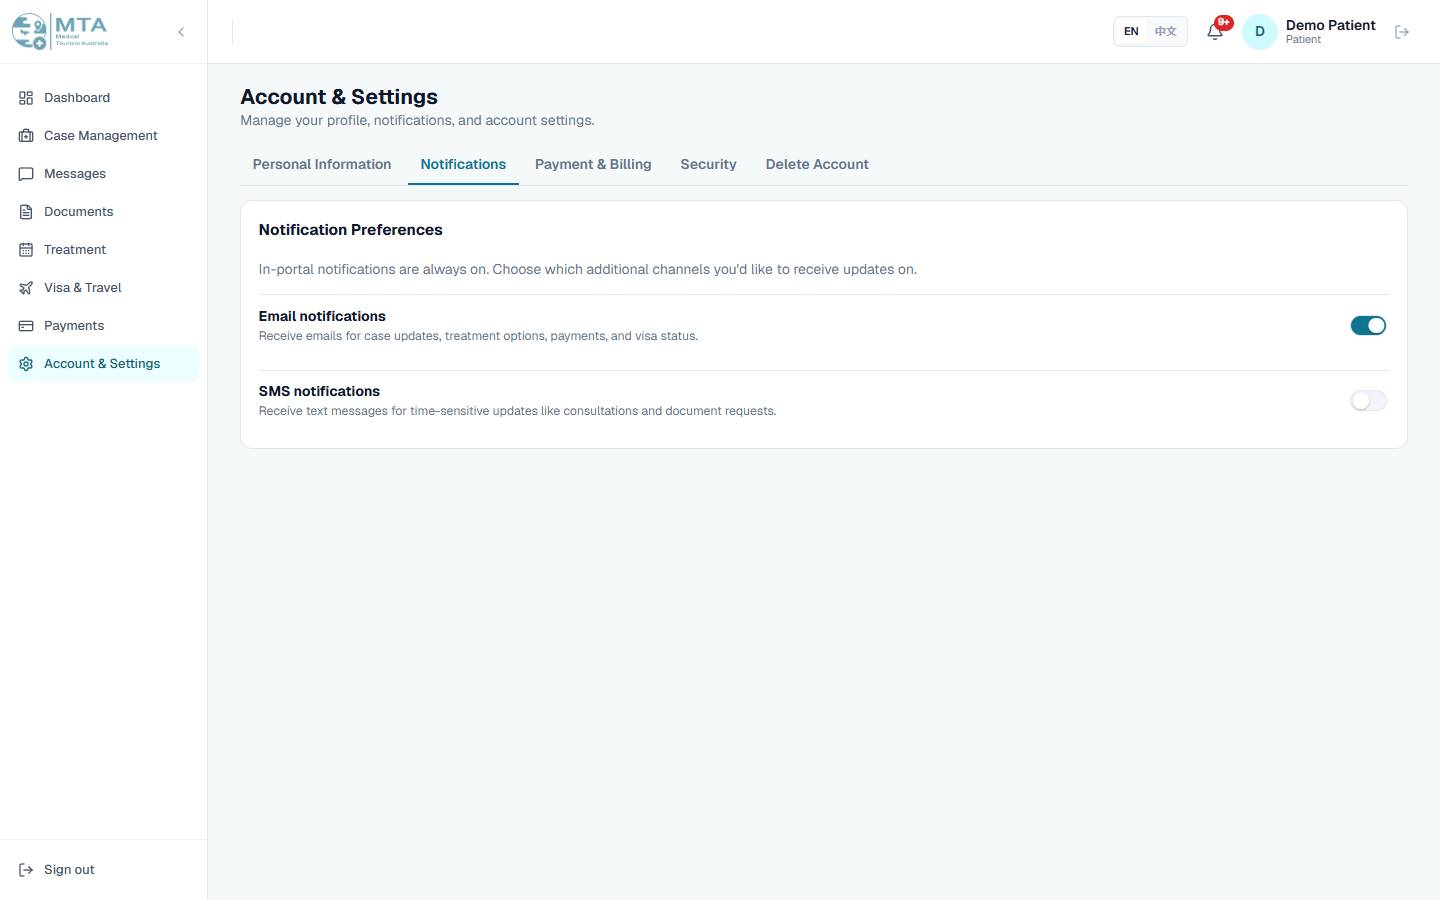 MTA
Medical
Tourism Australia
EN
中文
9+
D
Demo Patient
Patient
Dashboard
Case Management
Messages
Documents
Treatment
Visa & Travel
Payments
Account & Settings
Sign out
Account & Settings
Manage your profile, notifications, and account settings.
Personal Information
Notifications
Payment & Billing
Security
Delete Account
Notification Preferences
In-portal notifications are always on. Choose which additional channels you'd like to receive updates on.
Email notifications
Receive emails for case updates, treatment options, payments, and visa status.
SMS notifications
Receive text messages for time-sensitive updates like consultations and document requests.